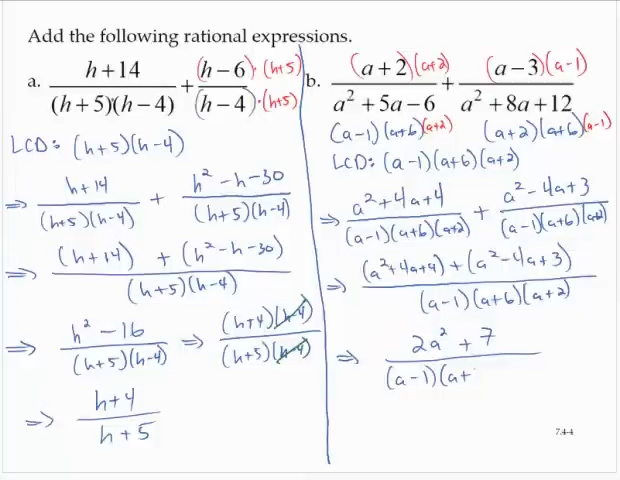 Add the following rational expressions.
a. (h+14)/((h+5)(h−4)) + ((h−6)·(h+5))/((h−4)·(h+5))
LCD: (h+5)(h-4)
⇒ (h+14)/((h+5)(h-4)) + (h²-h-30)/((h+5)(h-4))
⇒ ((h+14) + (h²-h-30))/((h+5)(h-4))
⇒ (h²-16)/((h+5)(h-4)) ⇒ ((h+4)(h-4))/((h+5)(h-4))
⇒ (h+4)/(h+5)
b. ((a+2)(a+2))/(a²+5a−6) + ((a−3)(a-1))/(a²+8a+12)
(a-1)(a+6)(a+2) (a+2)(a+6)(a-1)
LCD: (a-1)(a+6)(a+2)
⇒ (a²+4a+4)/((a-1)(a+6)(a+2)) + (a²-4a+3)/((a-1)(a+6)(a+2))
⇒ ((a²+4a+4)+(a²-4a+3))/((a-1)(a+6)(a+2))
⇒ (2a²+7)/((a-1)(a+
7.4-4